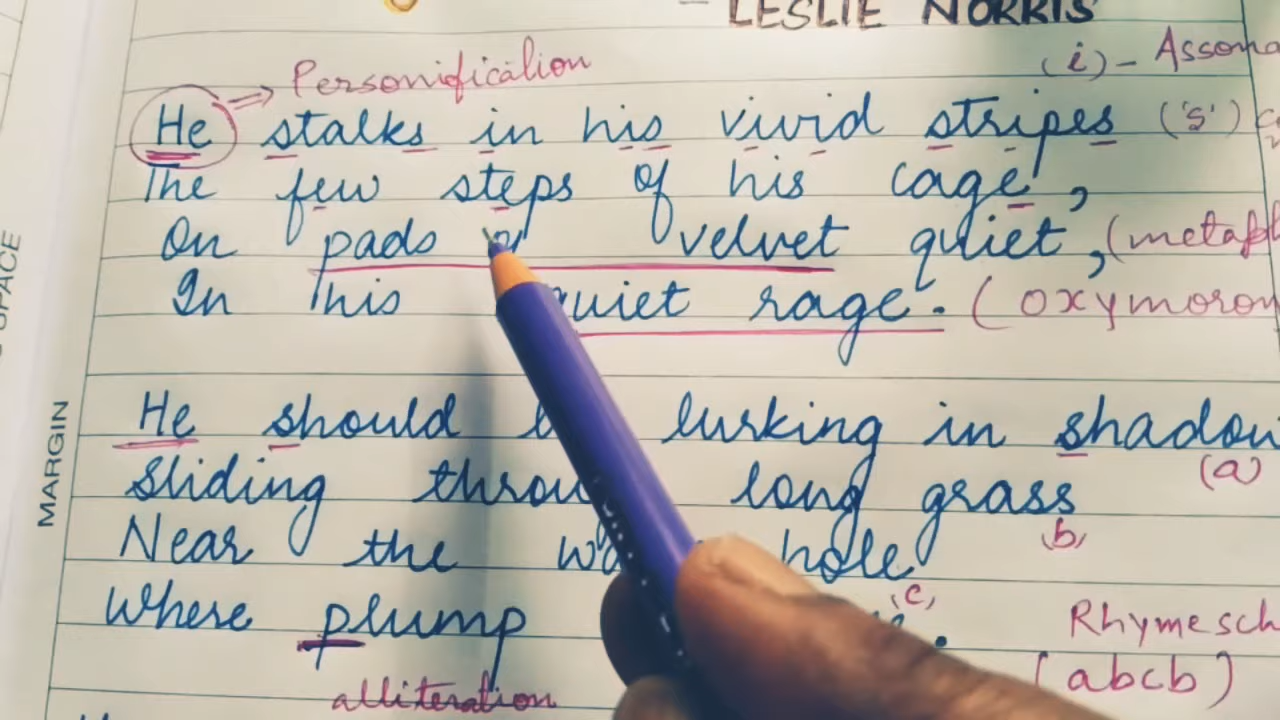 - LESLIE NORRIS
Personification
(i) - Assona
He stalks in his vivid stripes ('s')
The few steps of his cage,
On pads velvet quiet, (metaph
In his quiet rage. (oxymoron
He should lurking in shadow
(a)
Sliding long grass
(b)
Near the hole
(c)
Where plump
Rhymesch
(abcb)
alliteration
MARGIN
SPACE